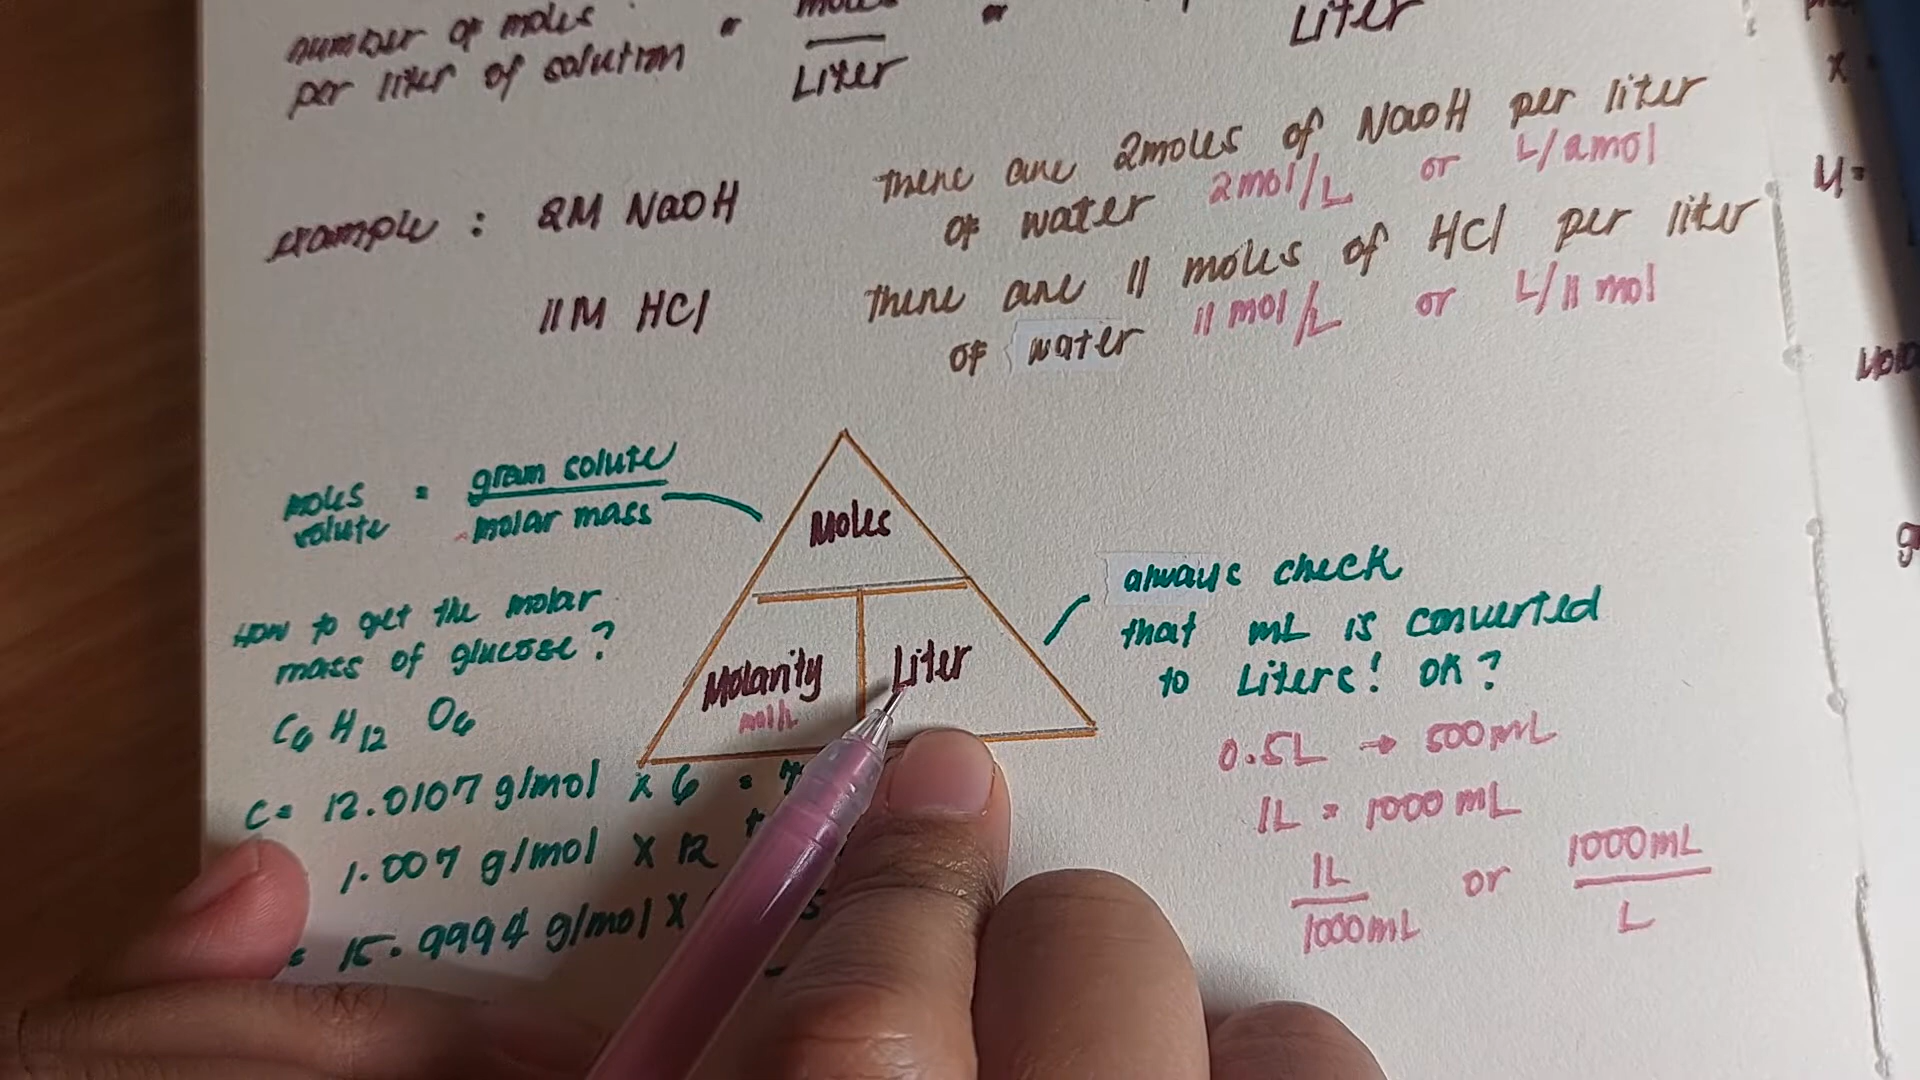 number of moles
per liter of solution
moles
Liter
or
Liter
example : 2M NaOH
There are 2moles of NaOH per liter
of water 2mol/L or L/2mol
11M HCl
There are 11 moles of HCl per liter
of water 11 mol/L or L/11 mol
moles solute = gram solute
molar mass
Moles
Molarity
mol/L
Liter
How to get the molar
mass of glucose?
C6 H12 O6
C = 12.0107 g/mol x 6 =
1.007 g/mol x 12
= 15.9994 g/mol x
always check
that mL is converted
to Liters! OK?
0.5L → 500mL
1L = 1000 mL
1L
1000mL
or
1000mL
L
x
M =